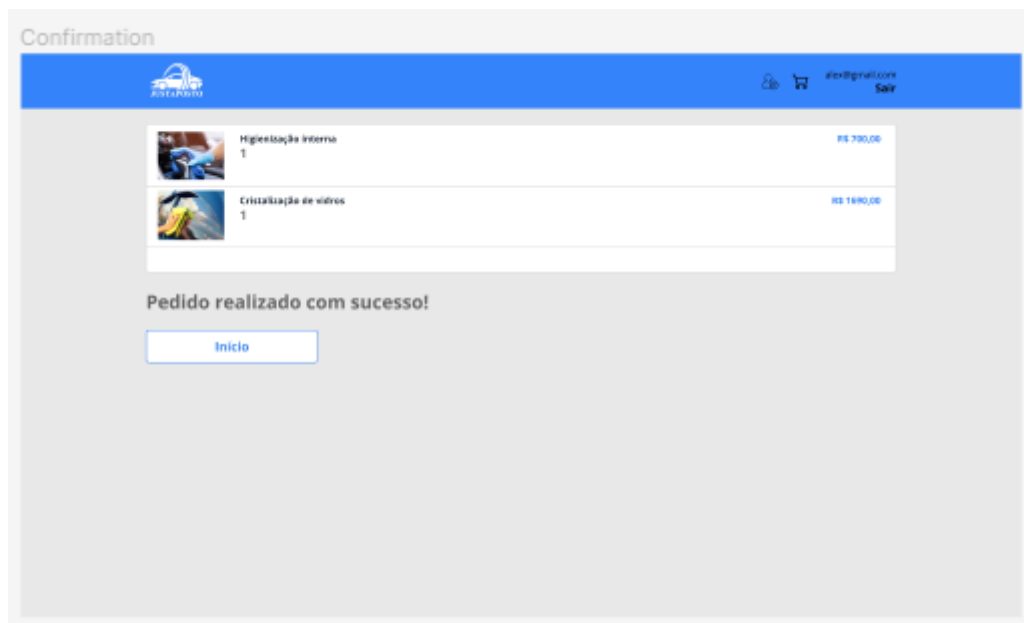 Confirmation
JUSTAPOSTO
alex@gmail.com
Sair
Higienização interna
R$ 700,00
1
Cristalização de vidros
R$ 1690,00
1
Pedido realizado com sucesso!
Início